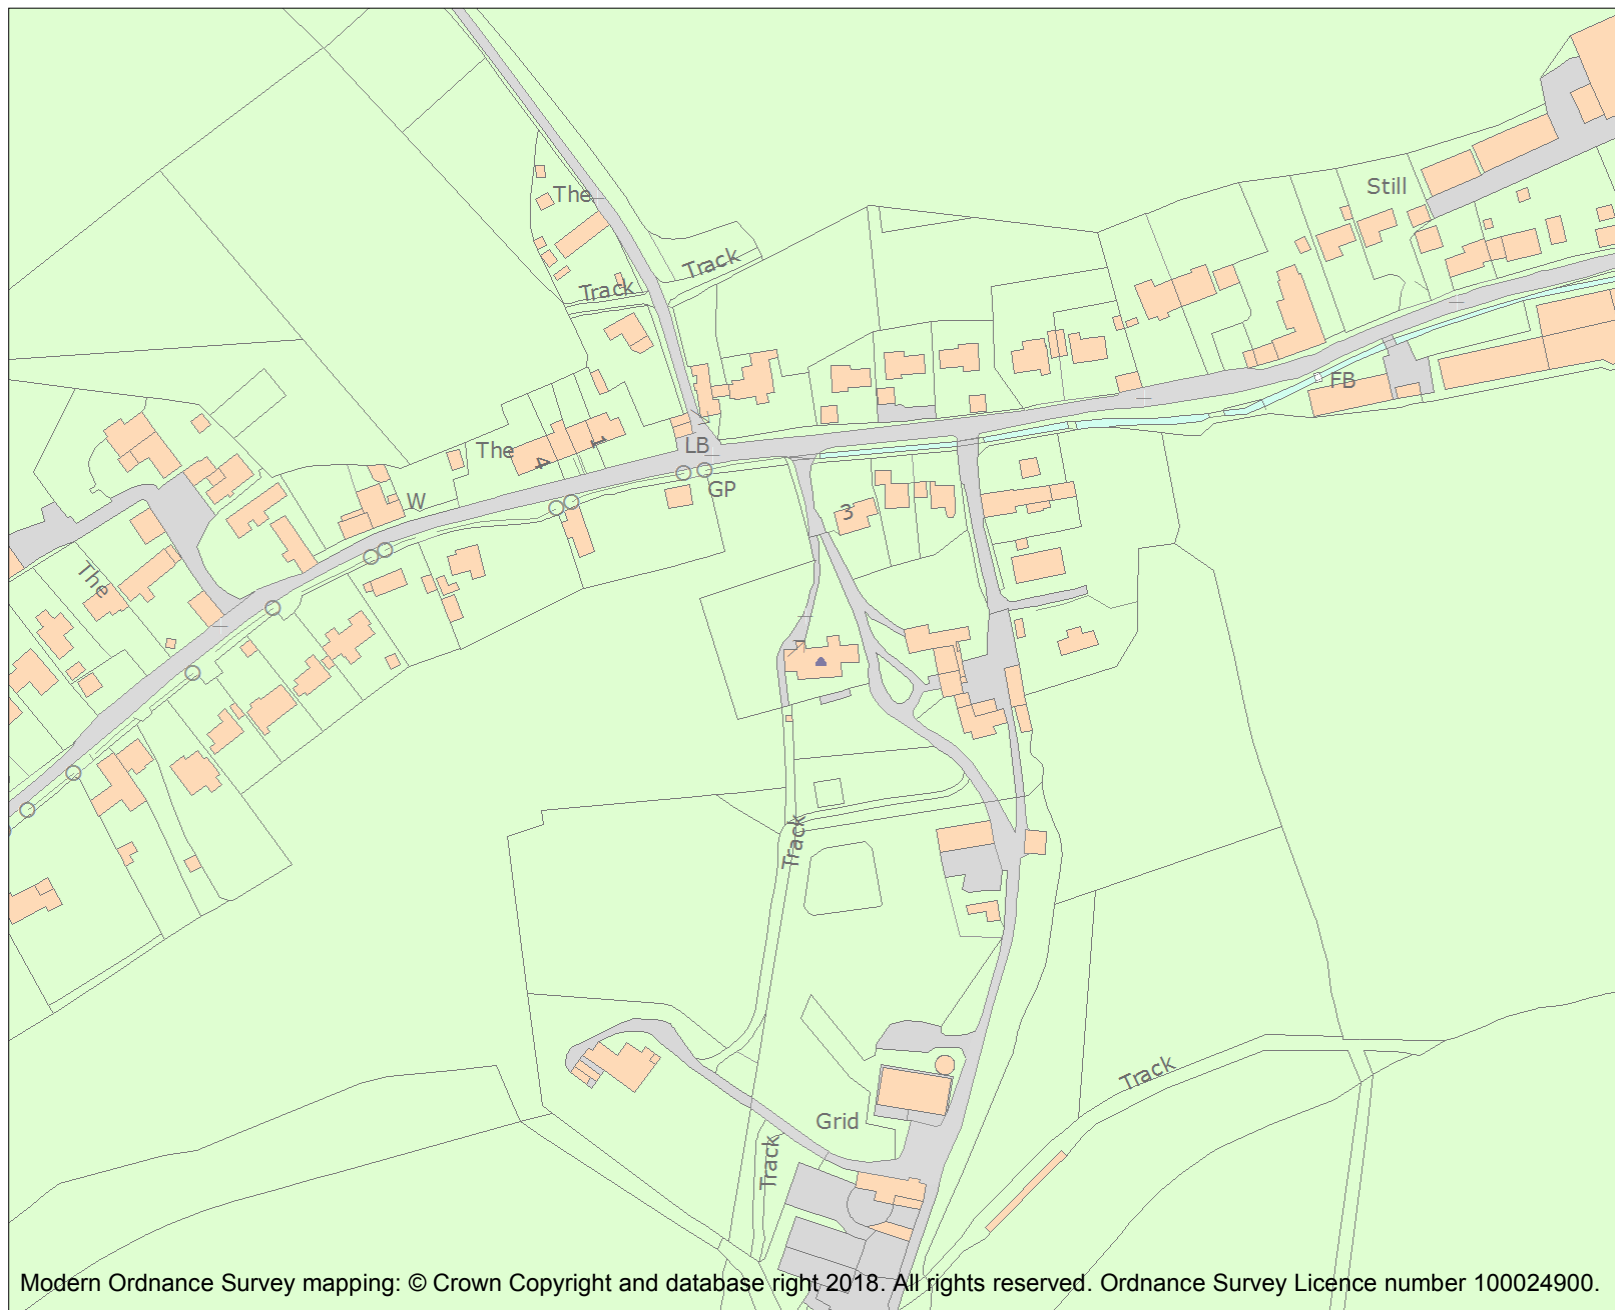 The
Still
Track
Track
FB
LB
The
1
4
GP
W
3
The
Track
Track
Grid
Track
Modern Ordnance Survey mapping: © Crown Copyright and database right 2018. All rights reserved. Ordnance Survey Licence number 100024900.